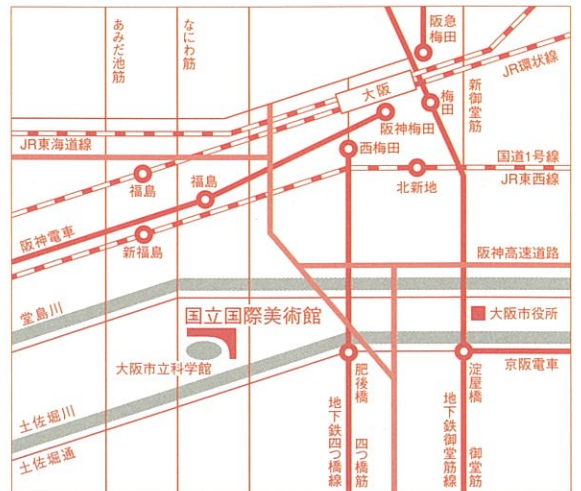 あみだ池筋
なにわ筋
阪急
梅田
JR環状線
新御堂筋
大阪
梅田
阪神梅田
西梅田
JR東海道線
国道1号線
JR東西線
北新地
福島
福島
新福島
阪神電車
阪神高速道路
堂島川
国立国際美術館
大阪市役所
大阪市立科学館
京阪電車
肥後橋
淀屋橋
土佐堀川
土佐堀通
地下鉄四つ橋線
四つ橋筋
地下鉄御堂筋線
御堂筋